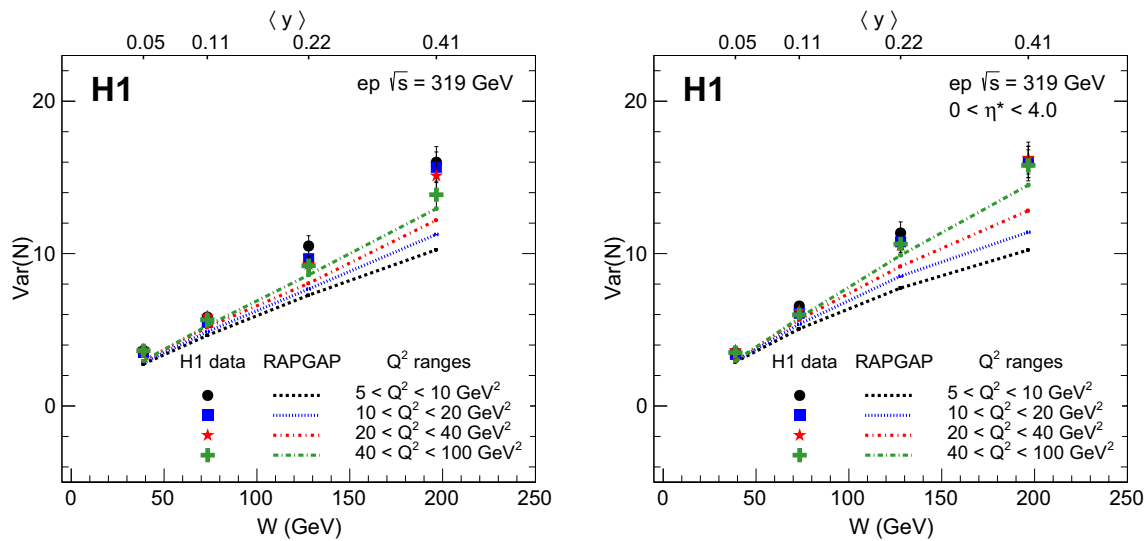 ⟨ y ⟩
0.05 0.11 0.22 0.41
H1
ep √s = 319 GeV
Var(N)
20
10
0
H1 data RAPGAP Q² ranges
5 < Q² < 10 GeV²
10 < Q² < 20 GeV²
20 < Q² < 40 GeV²
40 < Q² < 100 GeV²
0 50 100 150 200 250
W (GeV)
⟨ y ⟩
0.05 0.11 0.22 0.41
H1
ep √s = 319 GeV
0 < η* < 4.0
Var(N)
20
10
0
H1 data RAPGAP Q² ranges
5 < Q² < 10 GeV²
10 < Q² < 20 GeV²
20 < Q² < 40 GeV²
40 < Q² < 100 GeV²
0 50 100 150 200 250
W (GeV)